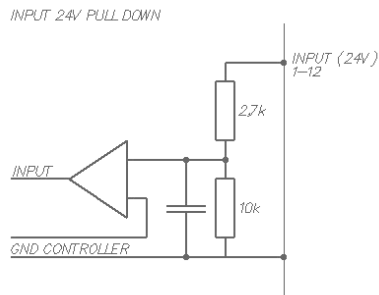 INPUT 24V PULL DOWN
INPUT (24V)
1-12
2,7k
INPUT
10k
GND CONTROLLER